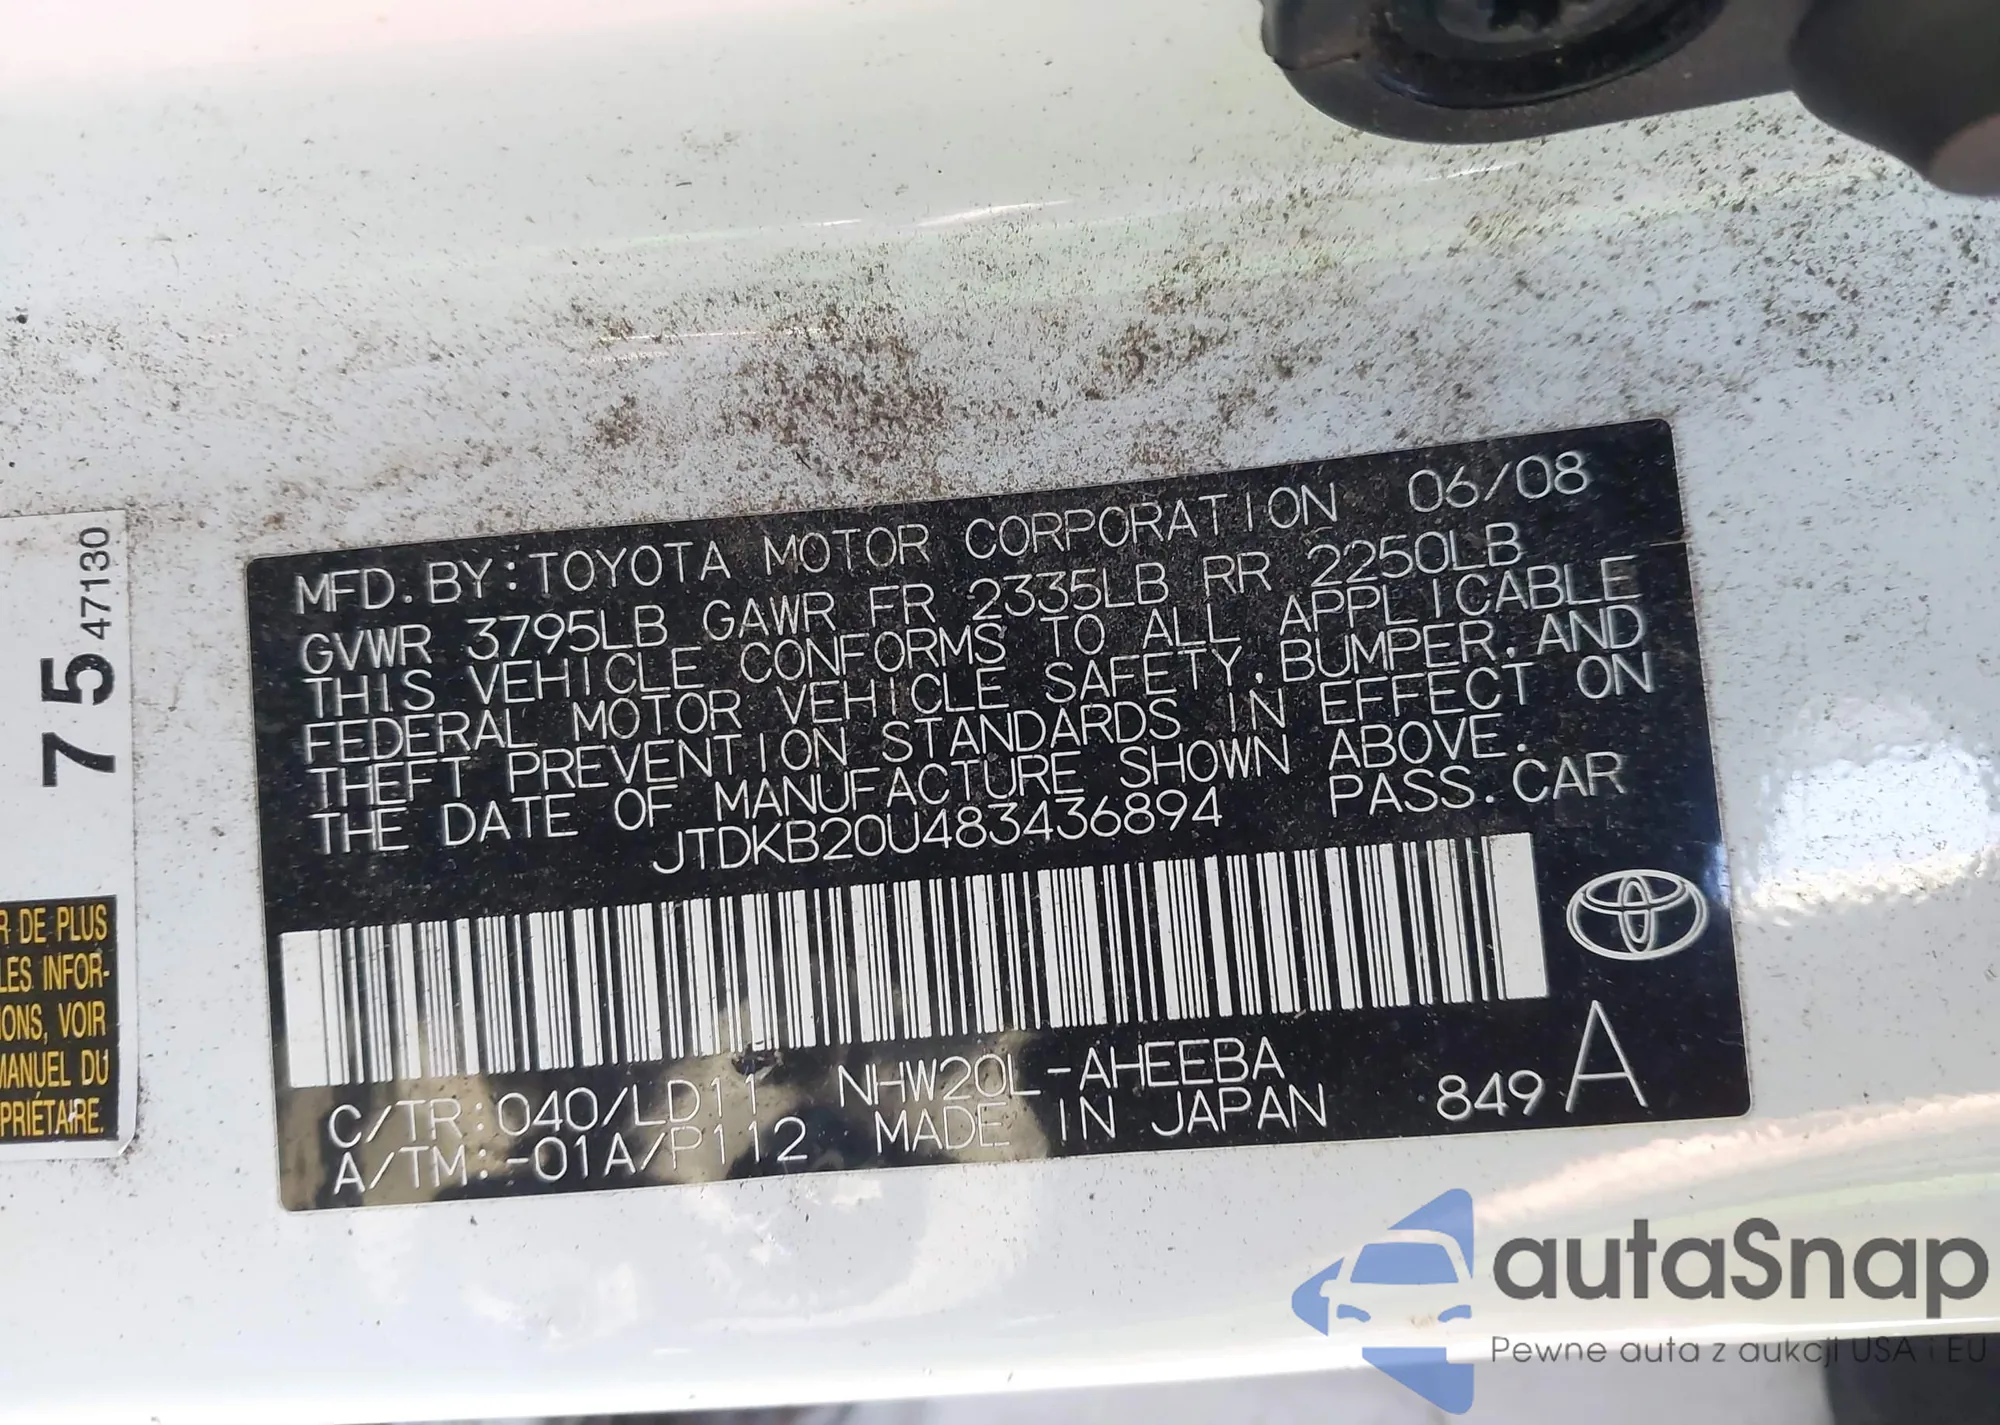 MFD. BY: TOYOTA MOTOR CORPORATION 06/08
GVWR 3795LB GAWR FR 2335LB RR 2250LB
THIS VEHICLE CONFORMS TO ALL APPLICABLE
FEDERAL MOTOR VEHICLE SAFETY, BUMPER, AND
THEFT PREVENTION STANDARDS IN EFFECT ON
THE DATE OF MANUFACTURE SHOWN ABOVE.
JTDKB20U483436894 PASS. CAR
C/TR: 040/LD11 NHW20L-AHEEBA
A/TM: -01A/P112 MADE IN JAPAN 849 A
75 47130
R DE PLUS
LES INFOR-
IONS, VOIR
MANUEL DU
PRIÉTAIRE.
autaSnap
Pewne auta z aukcji USA i EU